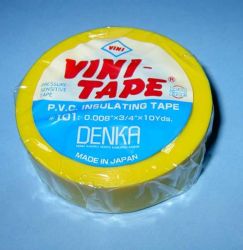 VINI
VINI-
TAPE®
PRESSURE
SENSITIVE
TAPE
P.V.C. INSULATING TAPE
# 101: 0.008"×3/4"×10Yds.
DENKA
MADE IN JAPAN